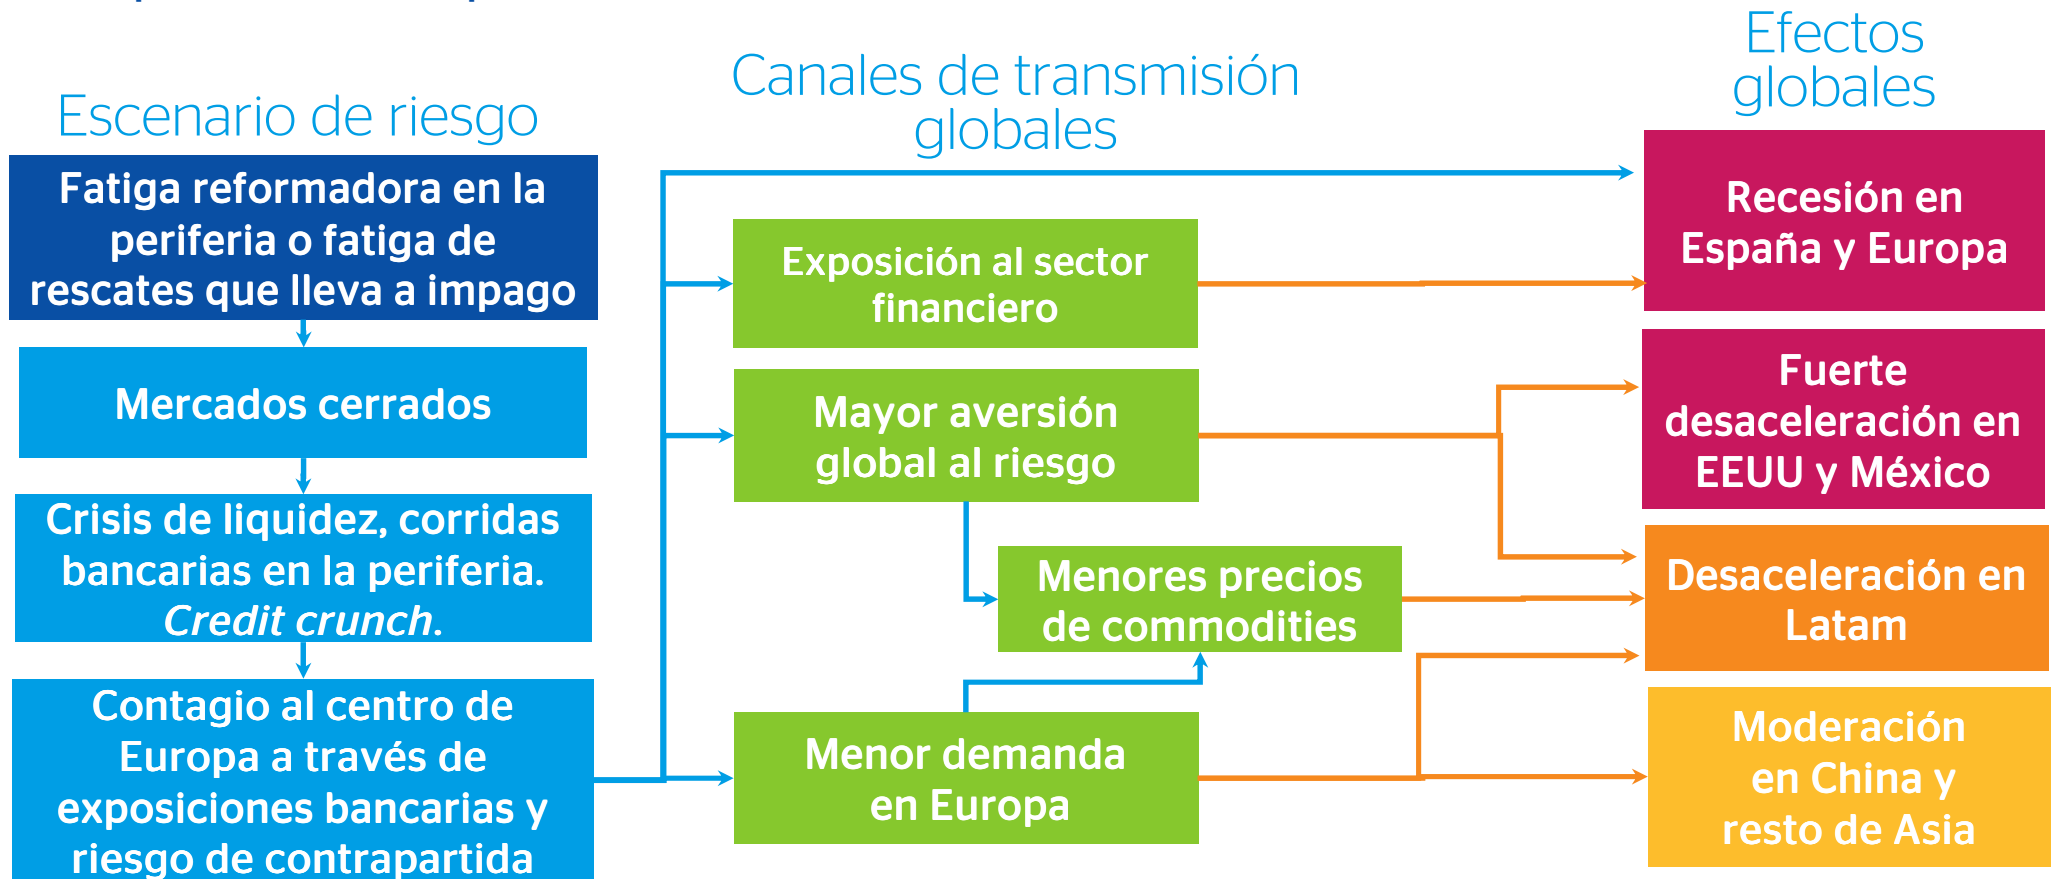 Escenario de riesgo
Fatiga reformadora en la
periferia o fatiga de
rescates que lleva a impago
Mercados cerrados
Crisis de liquidez, corridas
bancarias en la periferia.
Credit crunch.
Contagio al centro de
Europa a través de
exposiciones bancarias y
riesgo de contrapartida
Canales de transmisión
globales
Exposición al sector
financiero
Mayor aversión
global al riesgo
Menores precios
de commodities
Menor demanda
en Europa
Efectos
globales
Recesión en
España y Europa
Fuerte
desaceleración en
EEUU y México
Desaceleración en
Latam
Moderación
en China y
resto de Asia